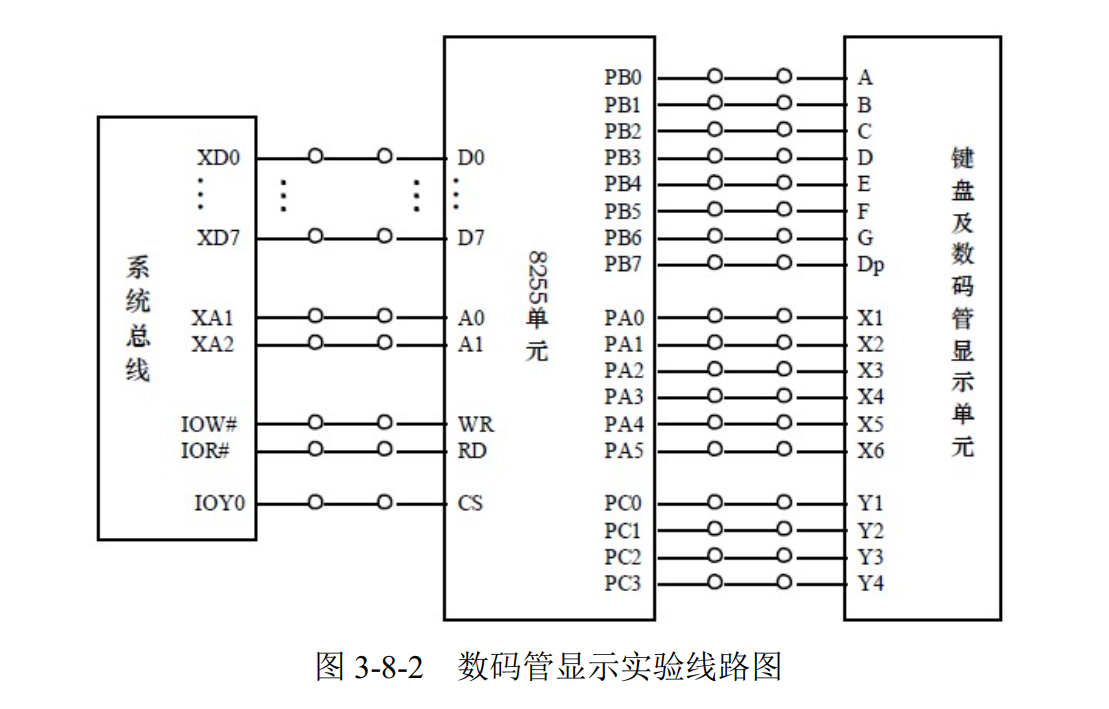 系统总线
XD0
XD7
XA1
XA2
IOW#
IOR#
IOY0
D0
D7
A0
A1
WR
RD
CS
8255单元
PB0
PB1
PB2
PB3
PB4
PB5
PB6
PB7
PA0
PA1
PA2
PA3
PA4
PA5
PC0
PC1
PC2
PC3
A
B
C
D
E
F
G
Dp
X1
X2
X3
X4
X5
X6
Y1
Y2
Y3
Y4
键盘及数码管显示单元
图 3-8-2 数码管显示实验线路图